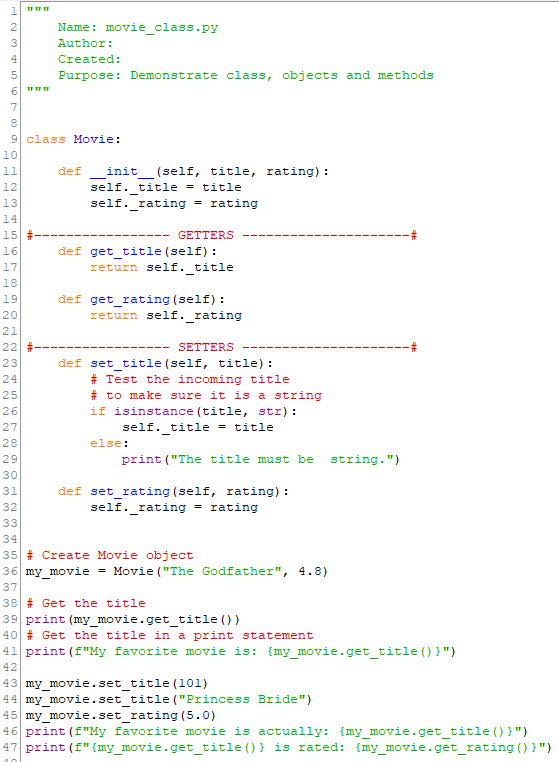 1 """
2     Name: movie_class.py
3     Author:
4     Created:
5     Purpose: Demonstrate class, objects and methods
6 """
7
8
9 class Movie:
10
11     def __init__(self, title, rating):
12         self._title = title
13         self._rating = rating
14
15 #----------------- GETTERS ---------------------#
16     def get_title(self):
17         return self._title
18
19     def get_rating(self):
20         return self._rating
21
22 #----------------- SETTERS ---------------------#
23     def set_title(self, title):
24         # Test the incoming title
25         # to make sure it is a string
26         if isinstance(title, str):
27             self._title = title
28         else:
29             print("The title must be  string.")
30
31     def set_rating(self, rating):
32         self._rating = rating
33
34
35 # Create Movie object
36 my_movie = Movie("The Godfather", 4.8)
37
38 # Get the title
39 print(my_movie.get_title())
40 # Get the title in a print statement
41 print(f"My favorite movie is: {my_movie.get_title()}")
42
43 my_movie.set_title(101)
44 my_movie.set_title("Princess Bride")
45 my_movie.set_rating(5.0)
46 print(f"My favorite movie is actually: {my_movie.get_title()}")
47 print(f"{my_movie.get_title()} is rated: {my_movie.get_rating()}")